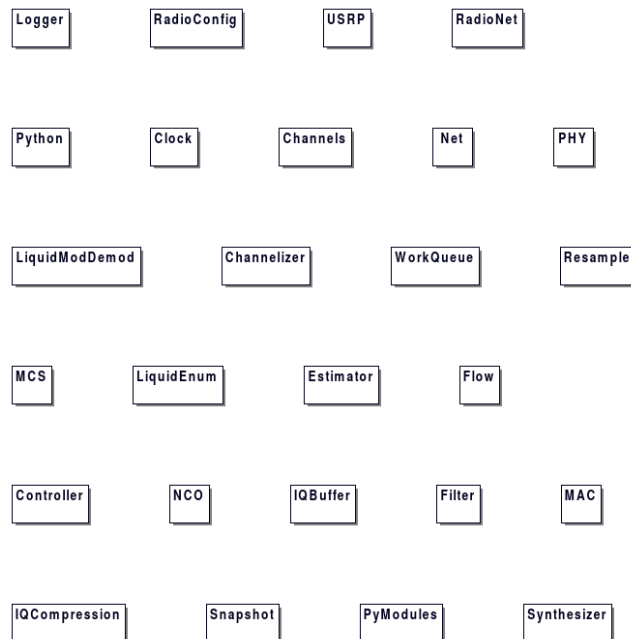 Logger RadioConfig USRP RadioNet
Python Clock Channels Net PHY
LiquidModDemod Channelizer WorkQueue Resample
MCS LiquidEnum Estimator Flow
Controller NCO IQBuffer Filter MAC
IQCompression Snapshot PyModules Synthesizer